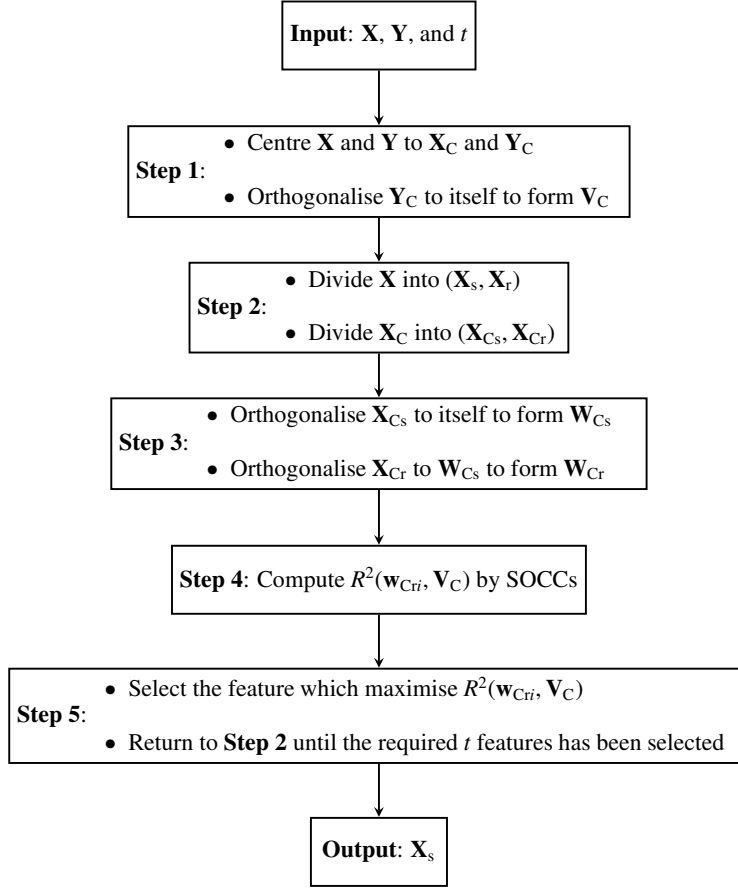 Input: X, Y, and t
Step 1:
• Centre X and Y to X_C and Y_C
• Orthogonalise Y_C to itself to form V_C
Step 2:
• Divide X into (X_s, X_r)
• Divide X_C into (X_Cs, X_Cr)
Step 3:
• Orthogonalise X_Cs to itself to form W_Cs
• Orthogonalise X_Cr to W_Cs to form W_Cr
Step 4: Compute R²(w_Cri, V_C) by SOCCs
Step 5:
• Select the feature which maximise R²(w_Cri, V_C)
• Return to Step 2 until the required t features has been selected
Output: X_s